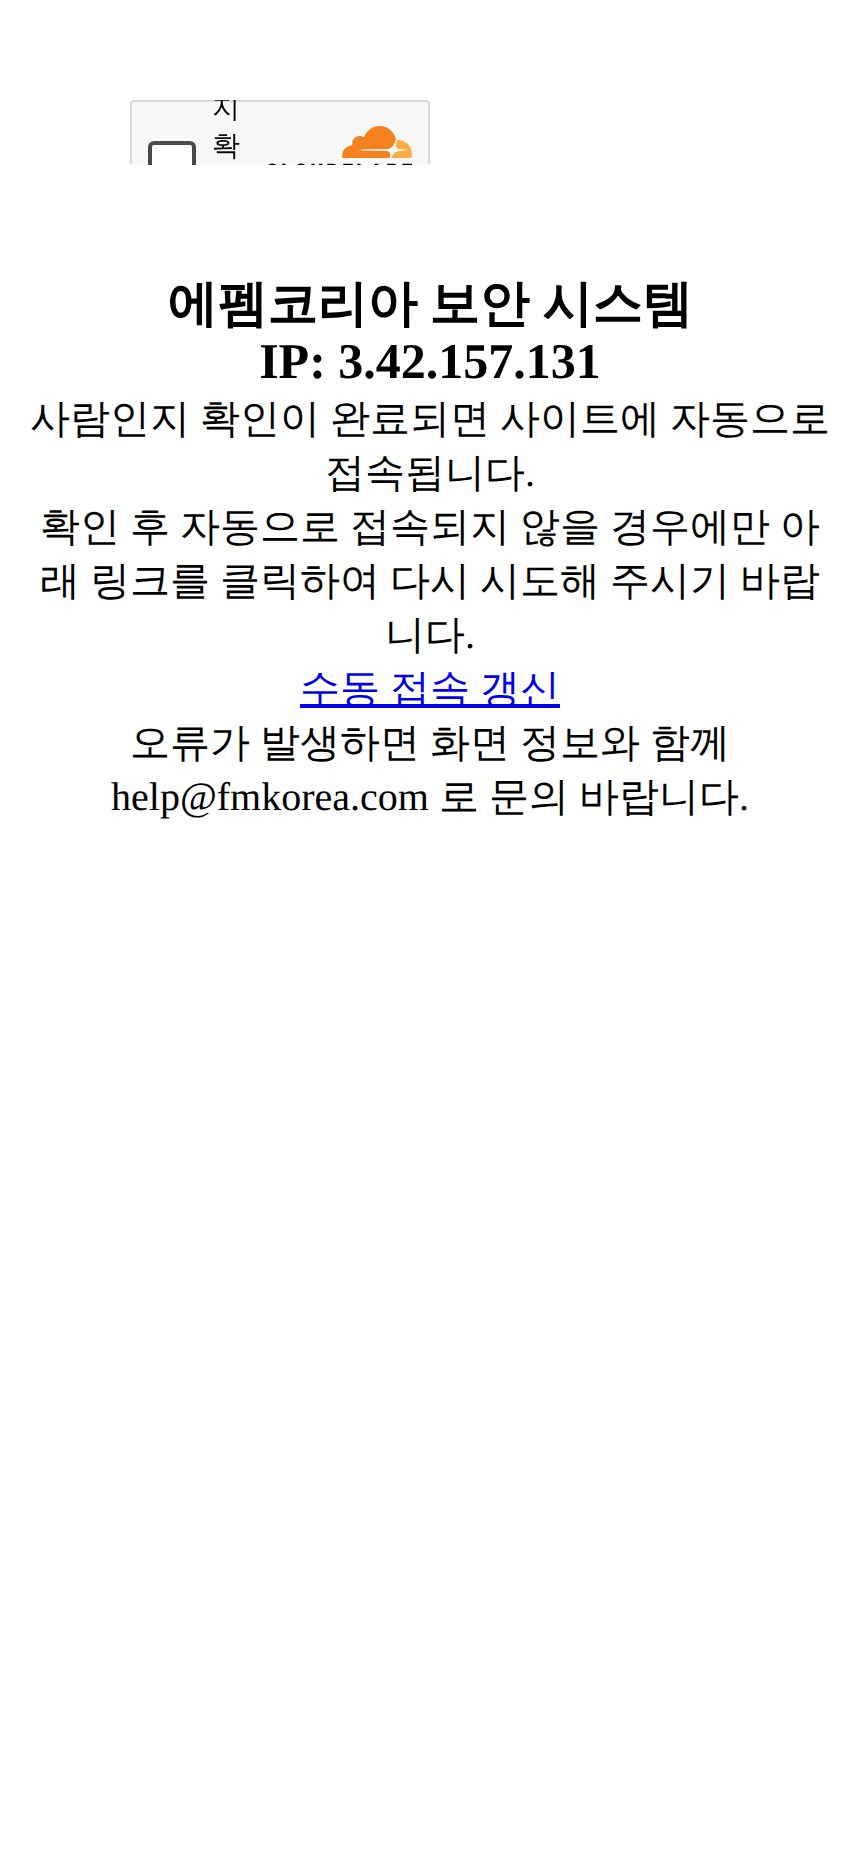 지
확
에펨코리아 보안 시스템
IP: 3.42.157.131
사람인지 확인이 완료되면 사이트에 자동으로
접속됩니다.
확인 후 자동으로 접속되지 않을 경우에만 아
래 링크를 클릭하여 다시 시도해 주시기 바랍
니다.
수동 접속 갱신
오류가 발생하면 화면 정보와 함께
help@fmkorea.com 로 문의 바랍니다.